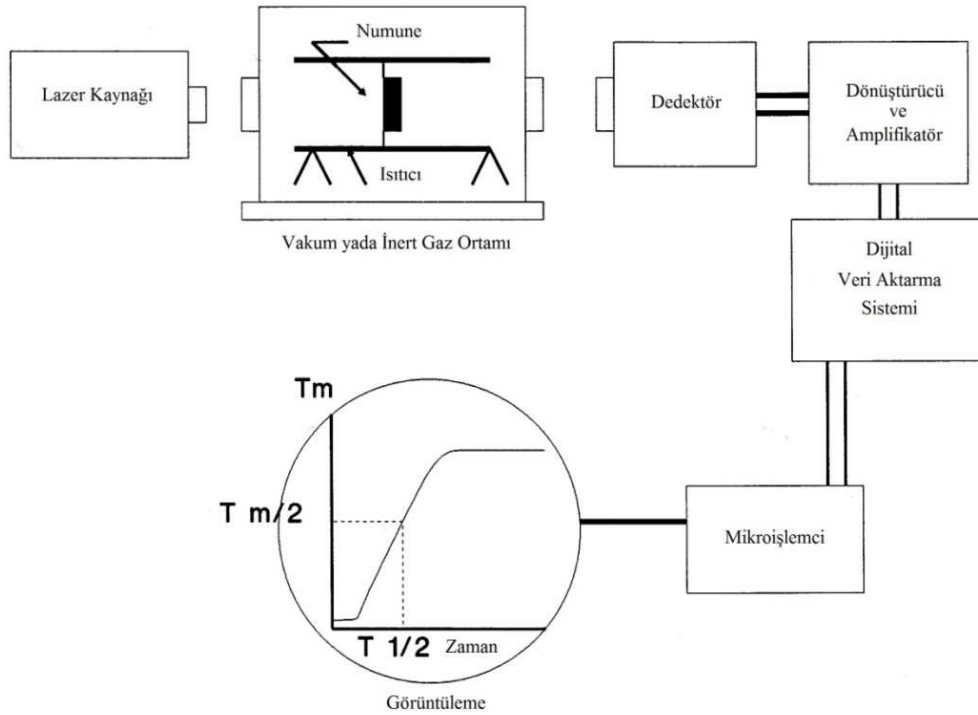 Numune
Lazer Kaynağı
Isıtıcı
Vakum yada İnert Gaz Ortamı
Dedektör
Dönüştürücü
ve
Amplifikatör
Dijital
Veri Aktarma
Sistemi
Tm
T m/2
T 1/2 Zaman
Görüntüleme
Mikroişlemci